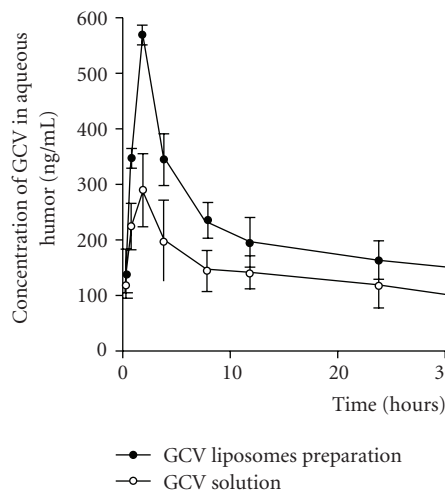 Concentration of GCV in aqueous
humor (ng/mL)
600
500
400
300
200
100
0
0
10
20
3
Time (hours)
GCV liposomes preparation
GCV solution